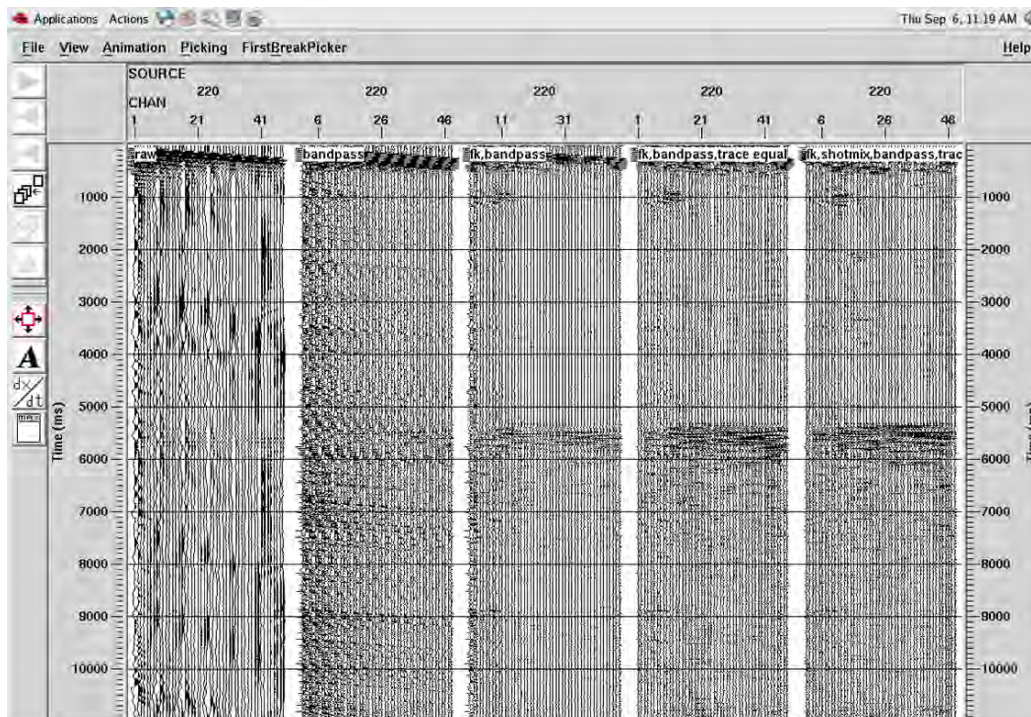 Applications Actions Thu Sep 6, 11:19 AM
File View Animation Picking FirstBreakPicker Help
SOURCE
220 220 220 220 220
CHAN
1 21 41 6 26 46 11 31 1 21 41 6 26 46
raw bandpass fk,bandpass fk,bandpass,trace equal fk,shotmix,bandpass,trac
1000 1000
2000 2000
3000 3000
4000 4000
A
dx/dt
5000 5000
max
Time (ms)
6000 6000
7000 7000
8000 8000
9000 9000
10000 10000